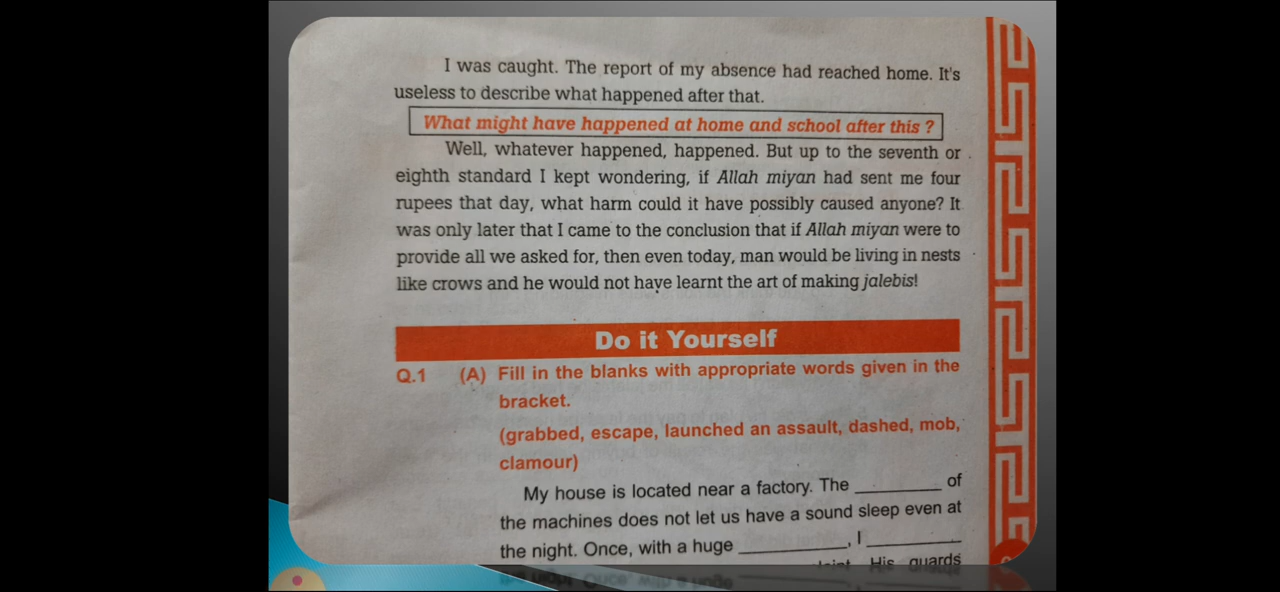 I was caught. The report of my absence had reached home. It's
useless to describe what happened after that.
What might have happened at home and school after this ?
Well, whatever happened, happened. But up to the seventh or
eighth standard I kept wondering, if Allah miyan had sent me four
rupees that day, what harm could it have possibly caused anyone? It
was only later that I came to the conclusion that if Allah miyan were to
provide all we asked for, then even today, man would be living in nests
like crows and he would not have learnt the art of making jalebis!
Do it Yourself
Q.1 (A) Fill in the blanks with appropriate words given in the
bracket.
(grabbed, escape, launched an assault, dashed, mob,
clamour)
My house is located near a factory. The _________ of
the machines does not let us have a sound sleep even at
the night. Once, with a huge ___________, I __________
His guards